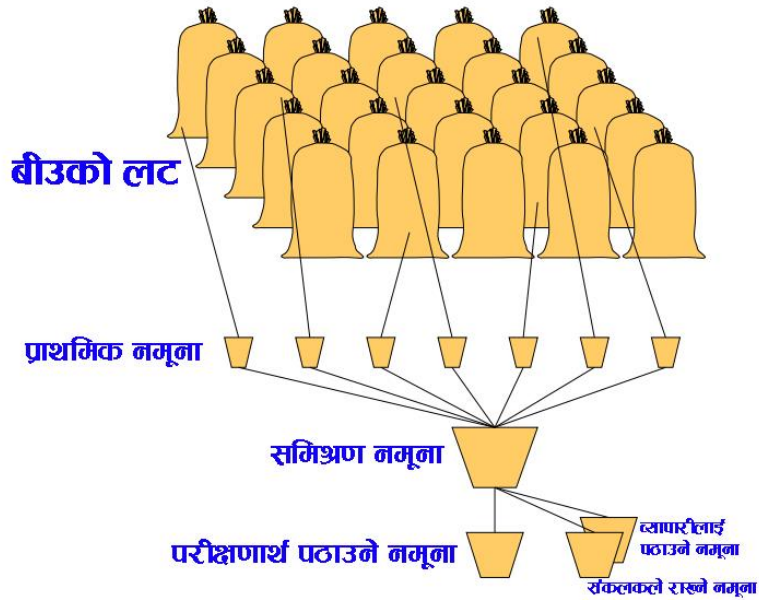 बीउको लट
प्राथमिक नमूना
समिश्रण नमूना
परीक्षणार्थ पठाउने नमूना
व्यापारीलाई
पठाउने नमूना
संकलकले राख्ने नमूना